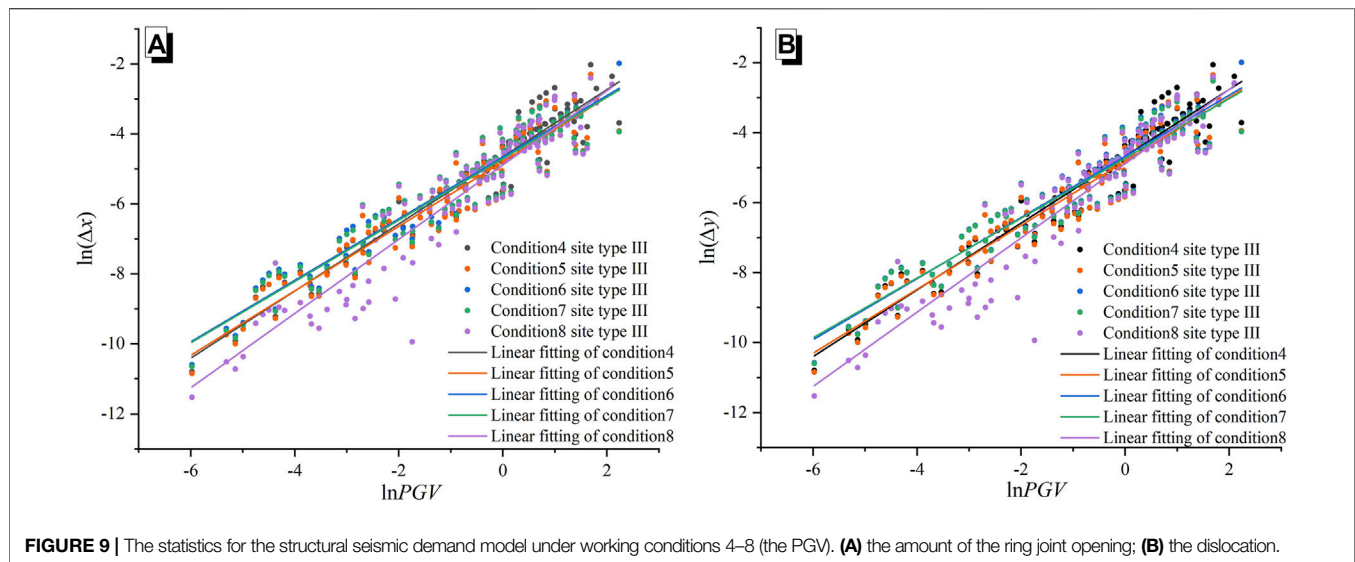 A
ln(Δx)
-2
-4
-6
-8
-10
-12
Condition4 site type III
Condition5 site type III
Condition6 site type III
Condition7 site type III
Condition8 site type III
Linear fitting of condition4
Linear fitting of condition5
Linear fitting of condition6
Linear fitting of condition7
Linear fitting of condition8
-6 -4 -2 0 2
lnPGV
B
ln(Δy)
-2
-4
-6
-8
-10
-12
Condition4 site type III
Condition5 site type III
Condition6 site type III
Condition7 site type III
Condition8 site type III
Linear fitting of condition4
Linear fitting of condition5
Linear fitting of condition6
Linear fitting of condition7
Linear fitting of condition8
-6 -4 -2 0 2
lnPGV
FIGURE 9 | The statistics for the structural seismic demand model under working conditions 4–8 (the PGV). (A) the amount of the ring joint opening; (B) the dislocation.